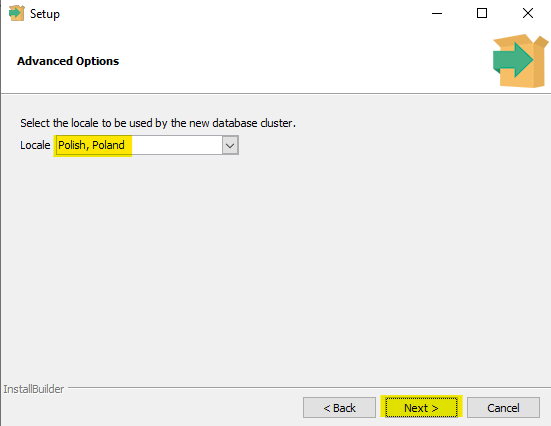 Setup
Advanced Options
Select the locale to be used by the new database cluster.
Locale Polish, Poland
InstallBuilder
< Back Next > Cancel